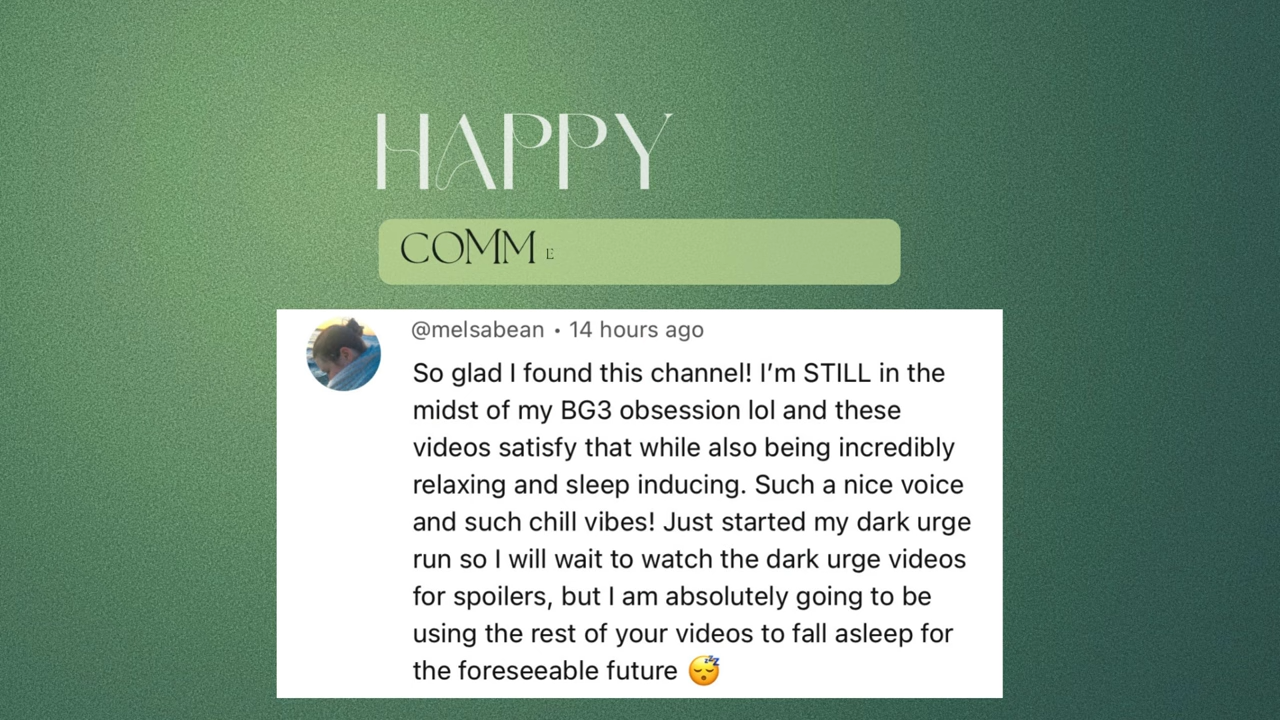 HAPPY
COMM E
@melsabean • 14 hours ago
So glad I found this channel! I’m STILL in the
midst of my BG3 obsession lol and these
videos satisfy that while also being incredibly
relaxing and sleep inducing. Such a nice voice
and such chill vibes! Just started my dark urge
run so I will wait to watch the dark urge videos
for spoilers, but I am absolutely going to be
using the rest of your videos to fall asleep for
the foreseeable future 😴